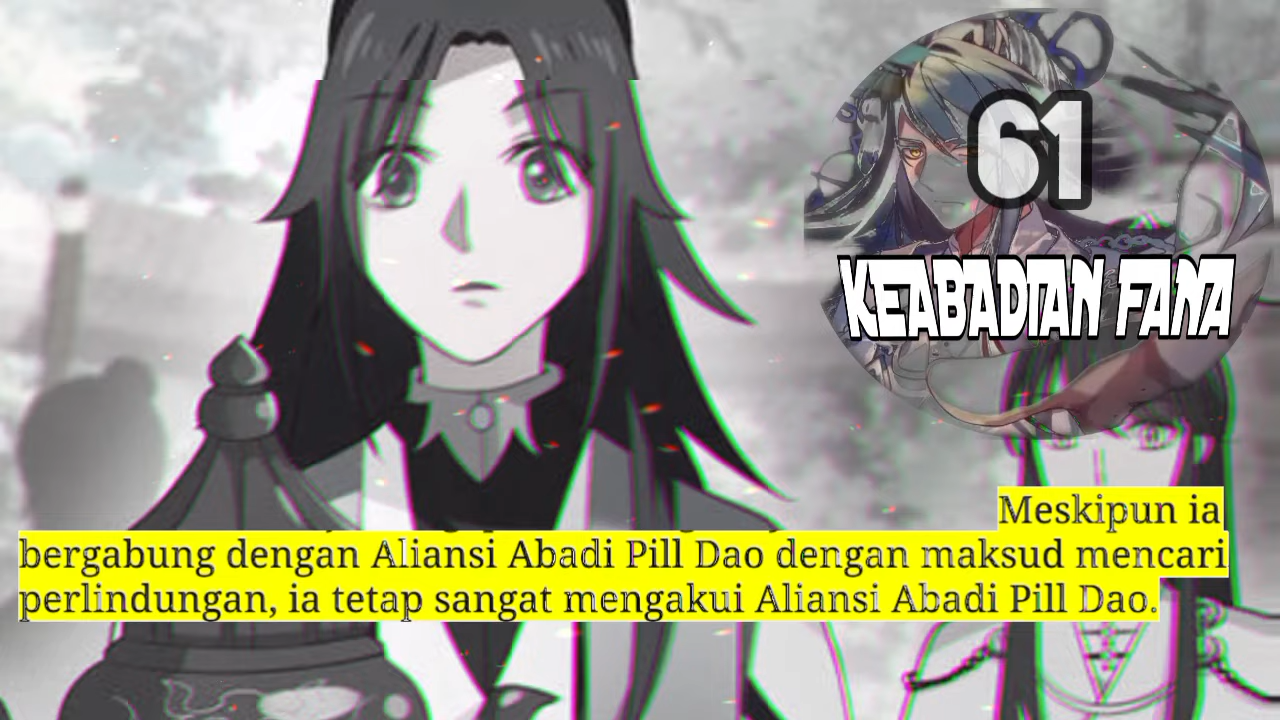 61
KEABADIAN FANA
Meskipun ia
bergabung dengan Aliansi Abadi Pill Dao dengan maksud mencari
perlindungan, ia tetap sangat mengakui Aliansi Abadi Pill Dao.